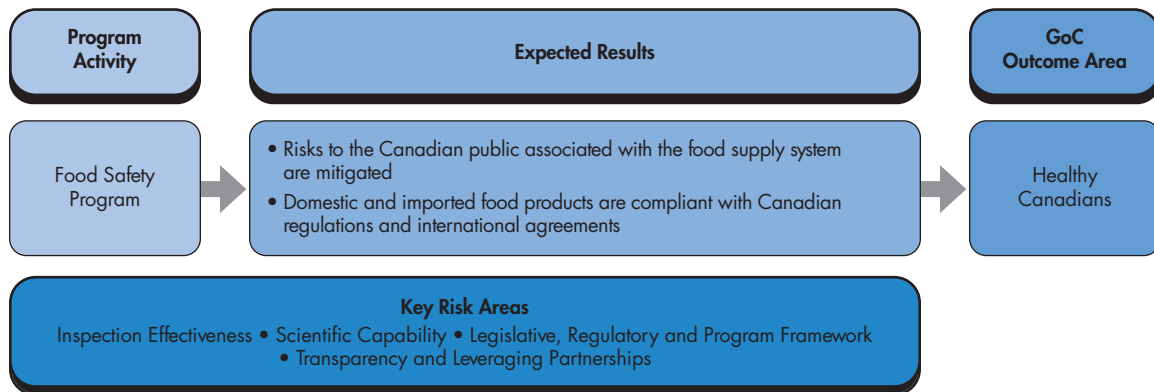 Program
Activity
Expected Results
GoC
Outcome Area
Food Safety
Program
• Risks to the Canadian public associated with the food supply system
are mitigated
• Domestic and imported food products are compliant with Canadian
regulations and international agreements
Healthy
Canadians
Key Risk Areas
Inspection Effectiveness • Scientific Capability • Legislative, Regulatory and Program Framework
• Transparency and Leveraging Partnerships